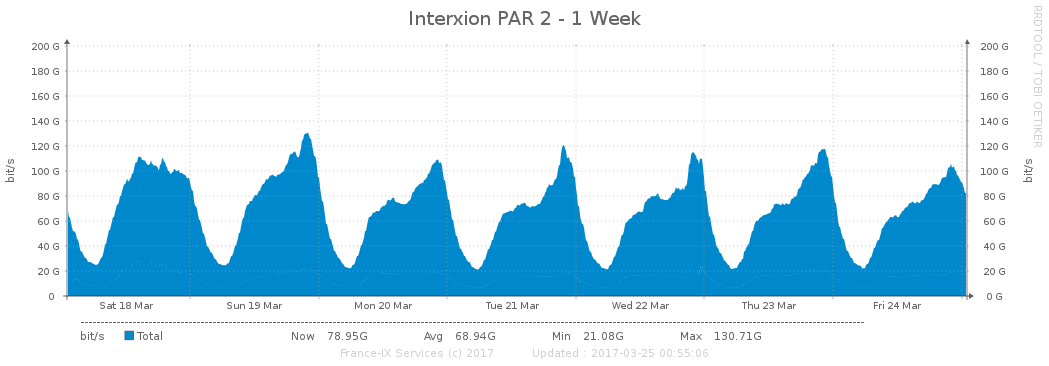 Interxion PAR 2 - 1 Week
RRDTOOL / TOBI OETIKER
200 G 200 G
180 G 180 G
160 G 160 G
140 G 140 G
120 G 120 G
100 G 100 G
80 G 80 G
60 G 60 G
40 G 40 G
20 G 20 G
0 0 G
bit/s
bit/s
Sat 18 Mar Sun 19 Mar Mon 20 Mar Tue 21 Mar Wed 22 Mar Thu 23 Mar Fri 24 Mar
bit/s Total Now 78.95G Avg 68.94G Min 21.08G Max 130.71G
France-IX Services (c) 2017 Updated : 2017-03-25 00:55:06